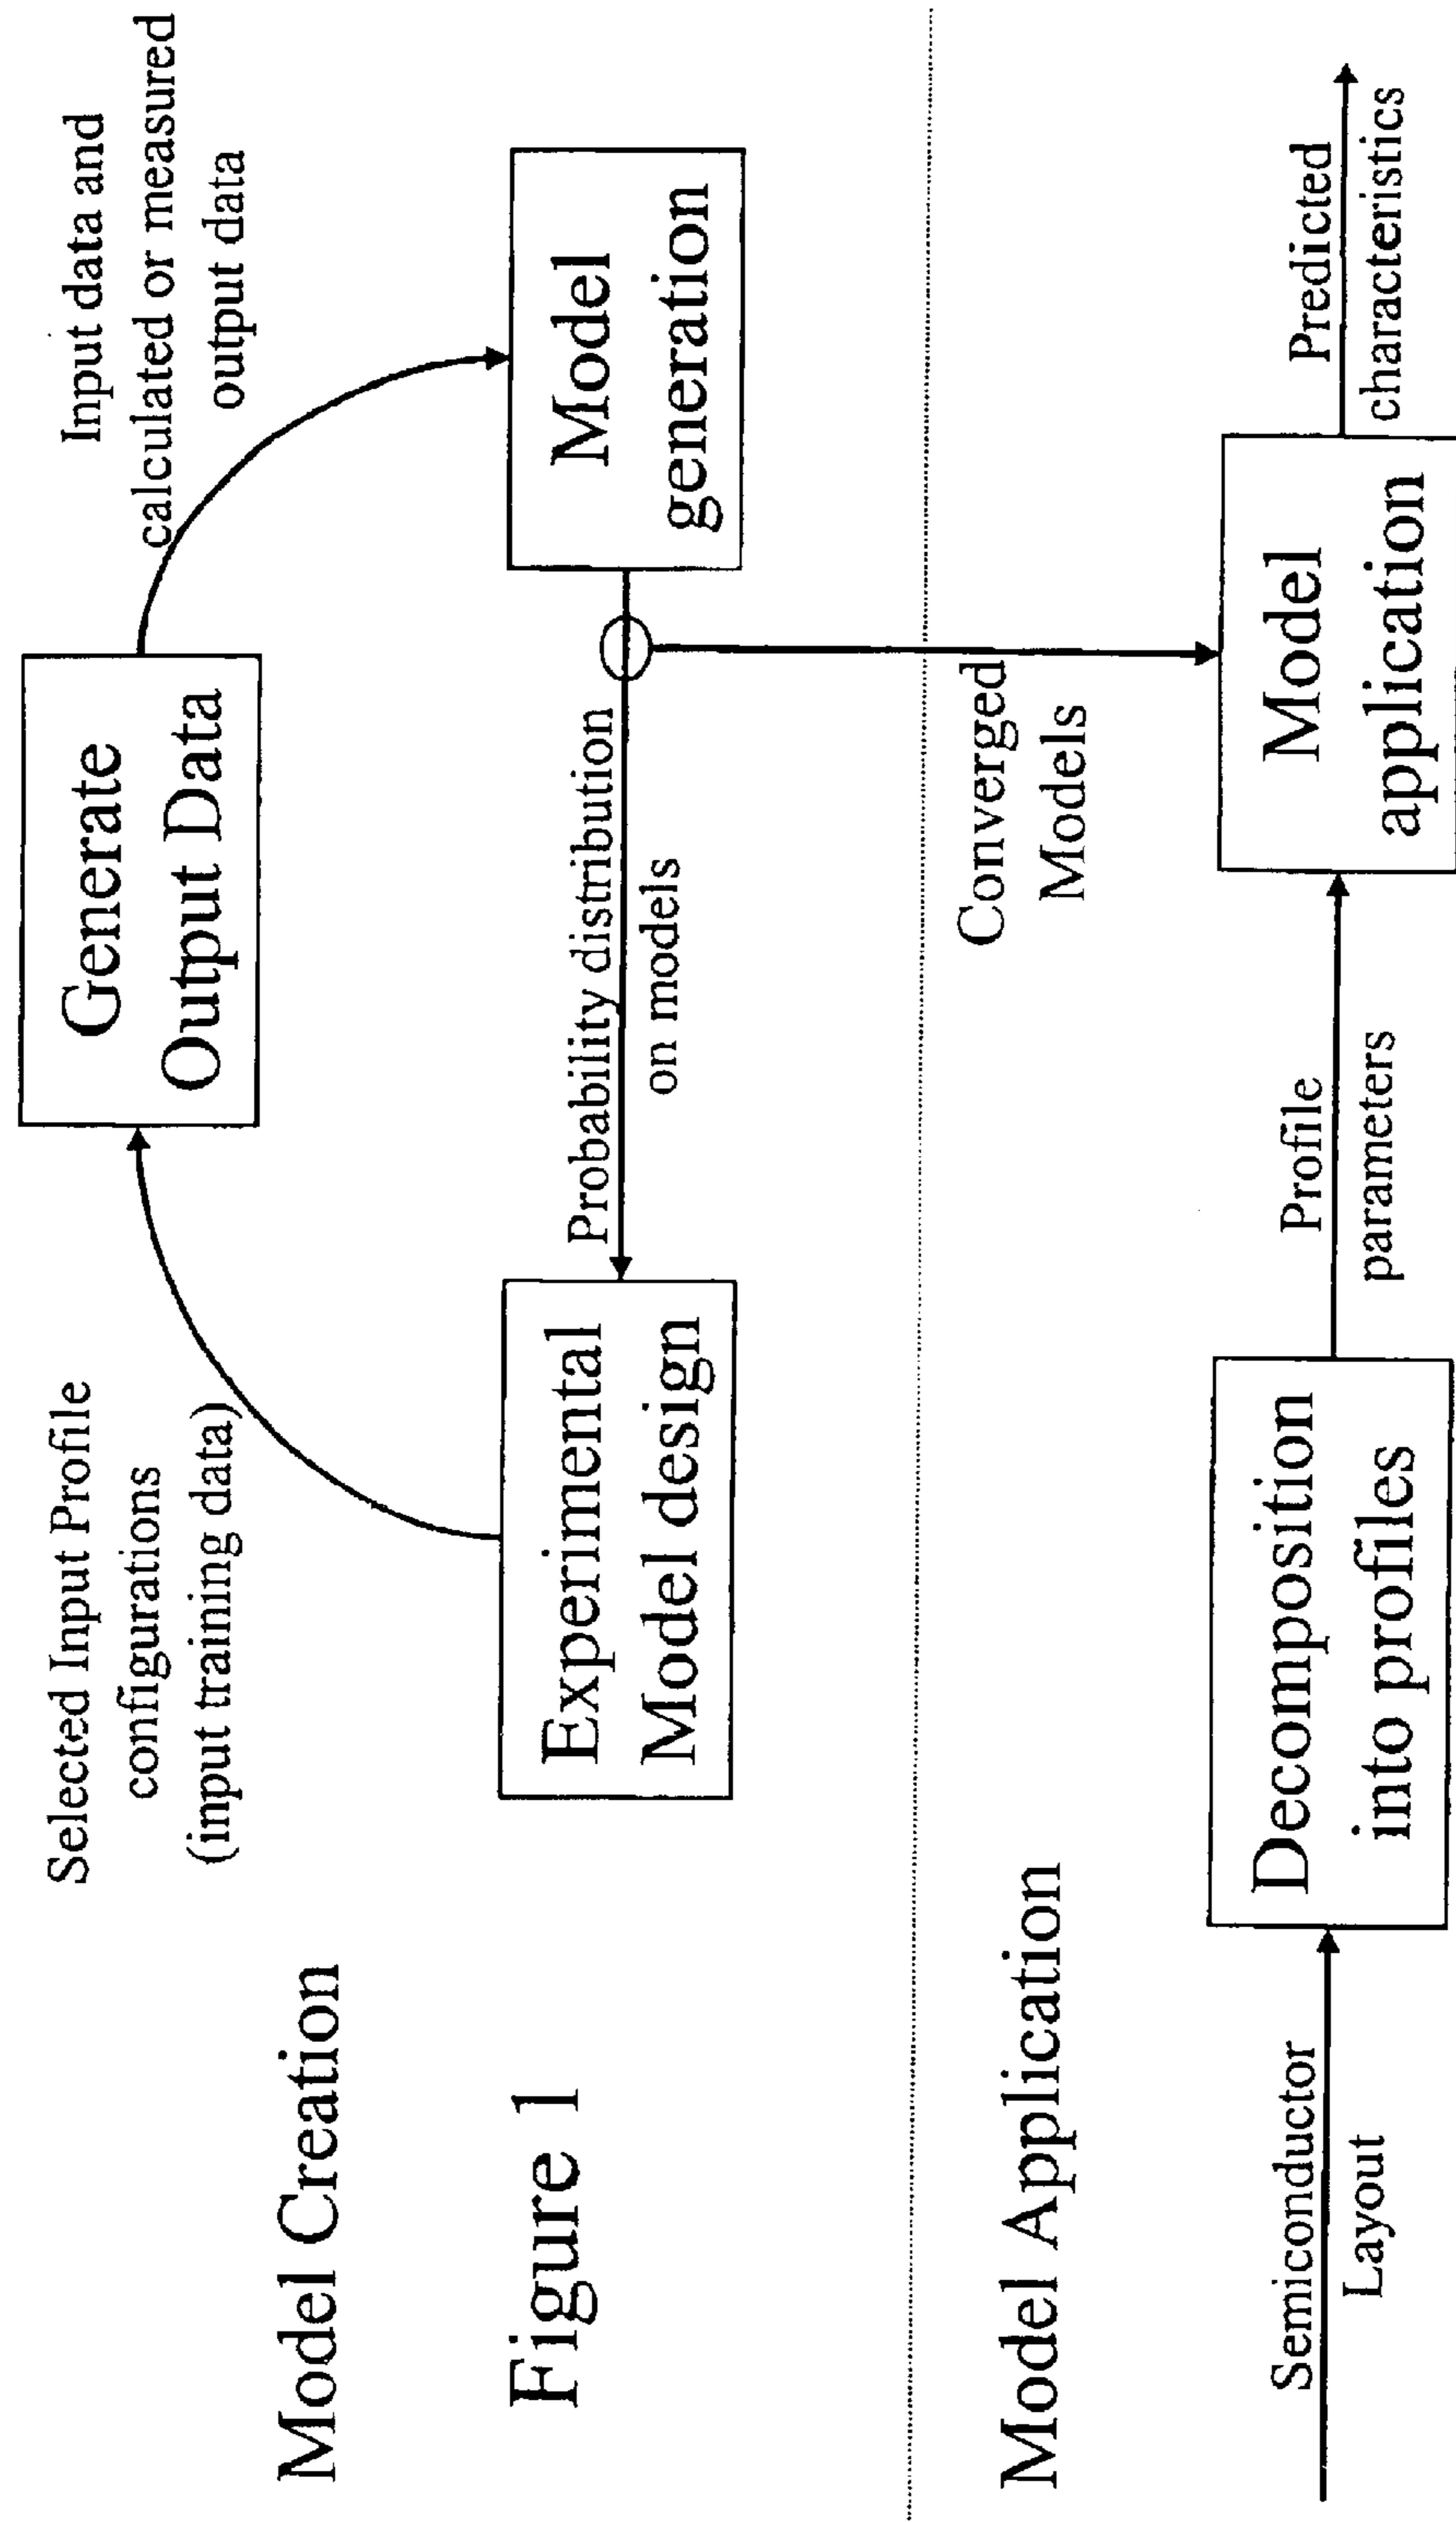 Model Creation
Selected Input Profile
configurations
(input training data)
Generate
Output Data
Input data and
calculated or measured
output data
Figure 1
Experimental
Model design
Probability distribution
on models
Model
generation
Converged
Models
Model Application
Semiconductor
Layout
Decomposition
into profiles
Profile
parameters
Model
application
Predicted
characteristics